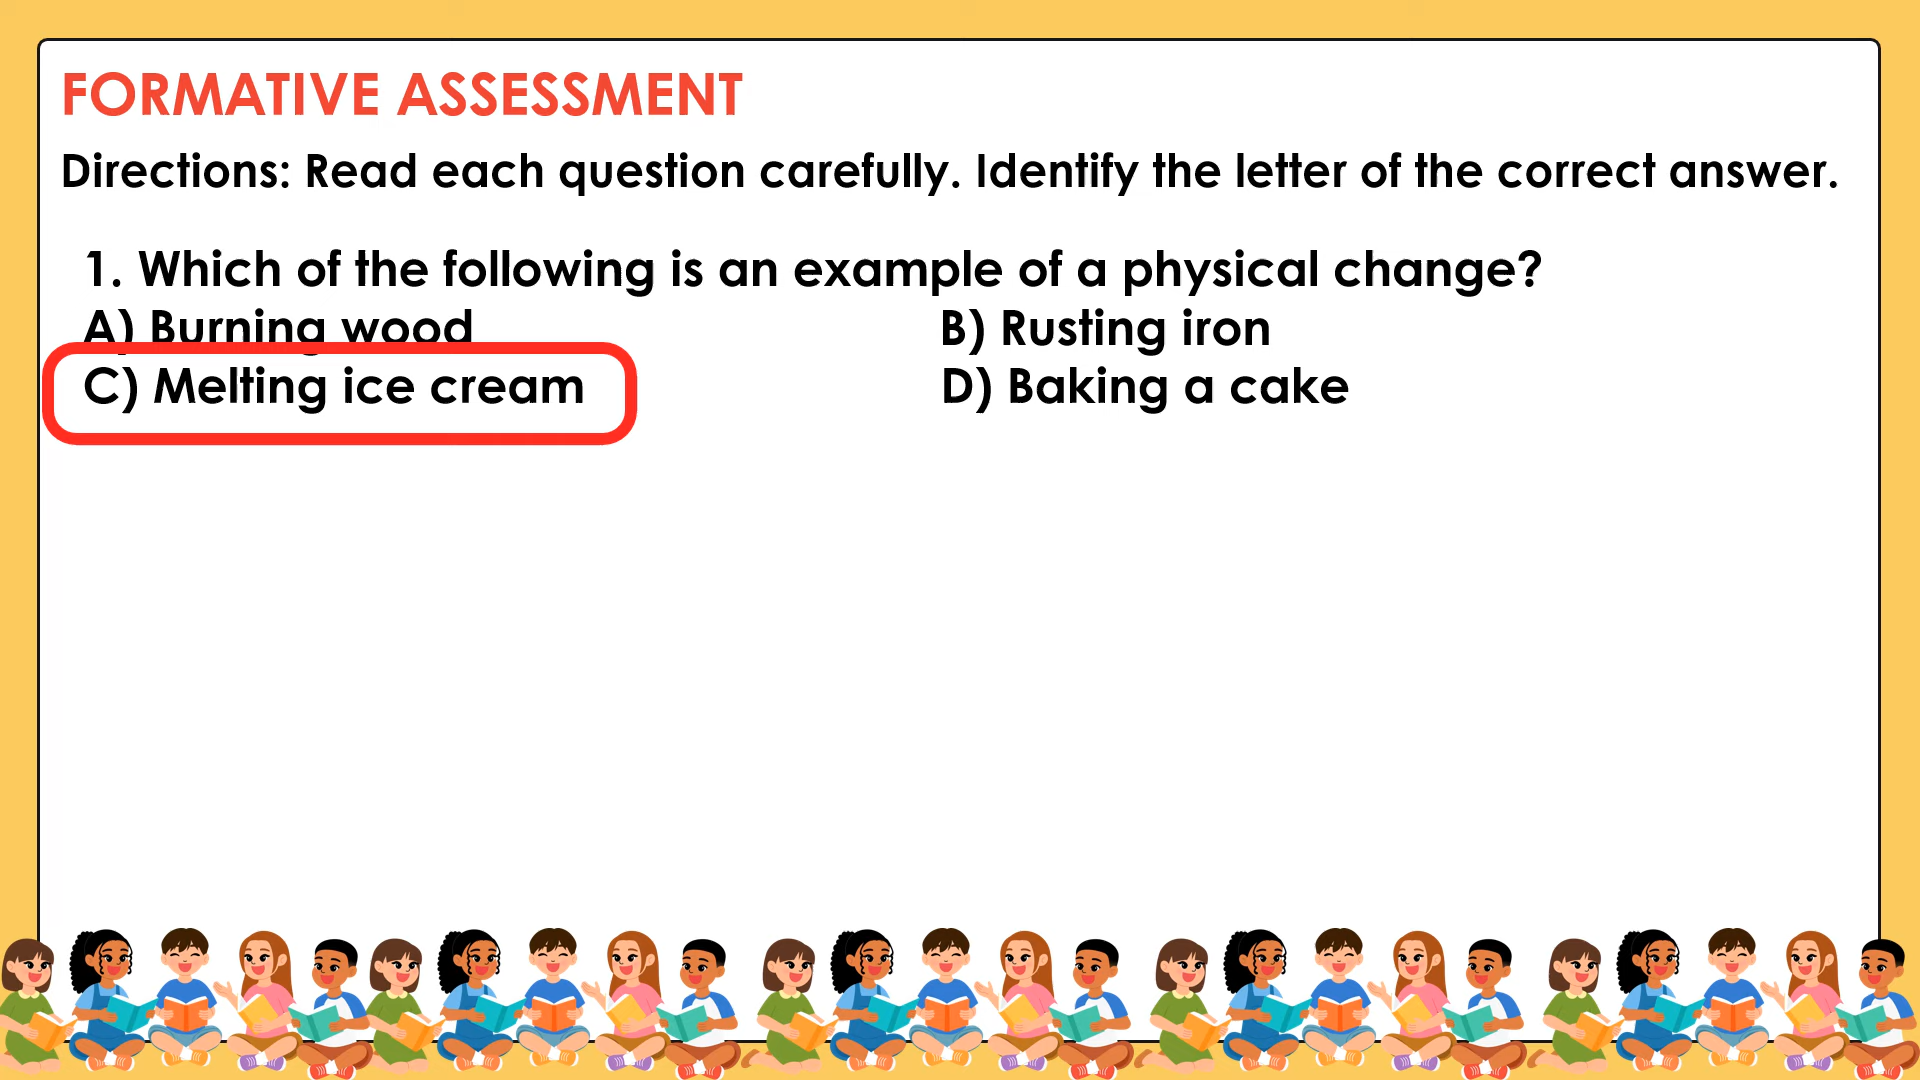 FORMATIVE ASSESSMENT
Directions: Read each question carefully. Identify the letter of the correct answer.
1. Which of the following is an example of a physical change?
A) Burning wood B) Rusting iron
C) Melting ice cream D) Baking a cake